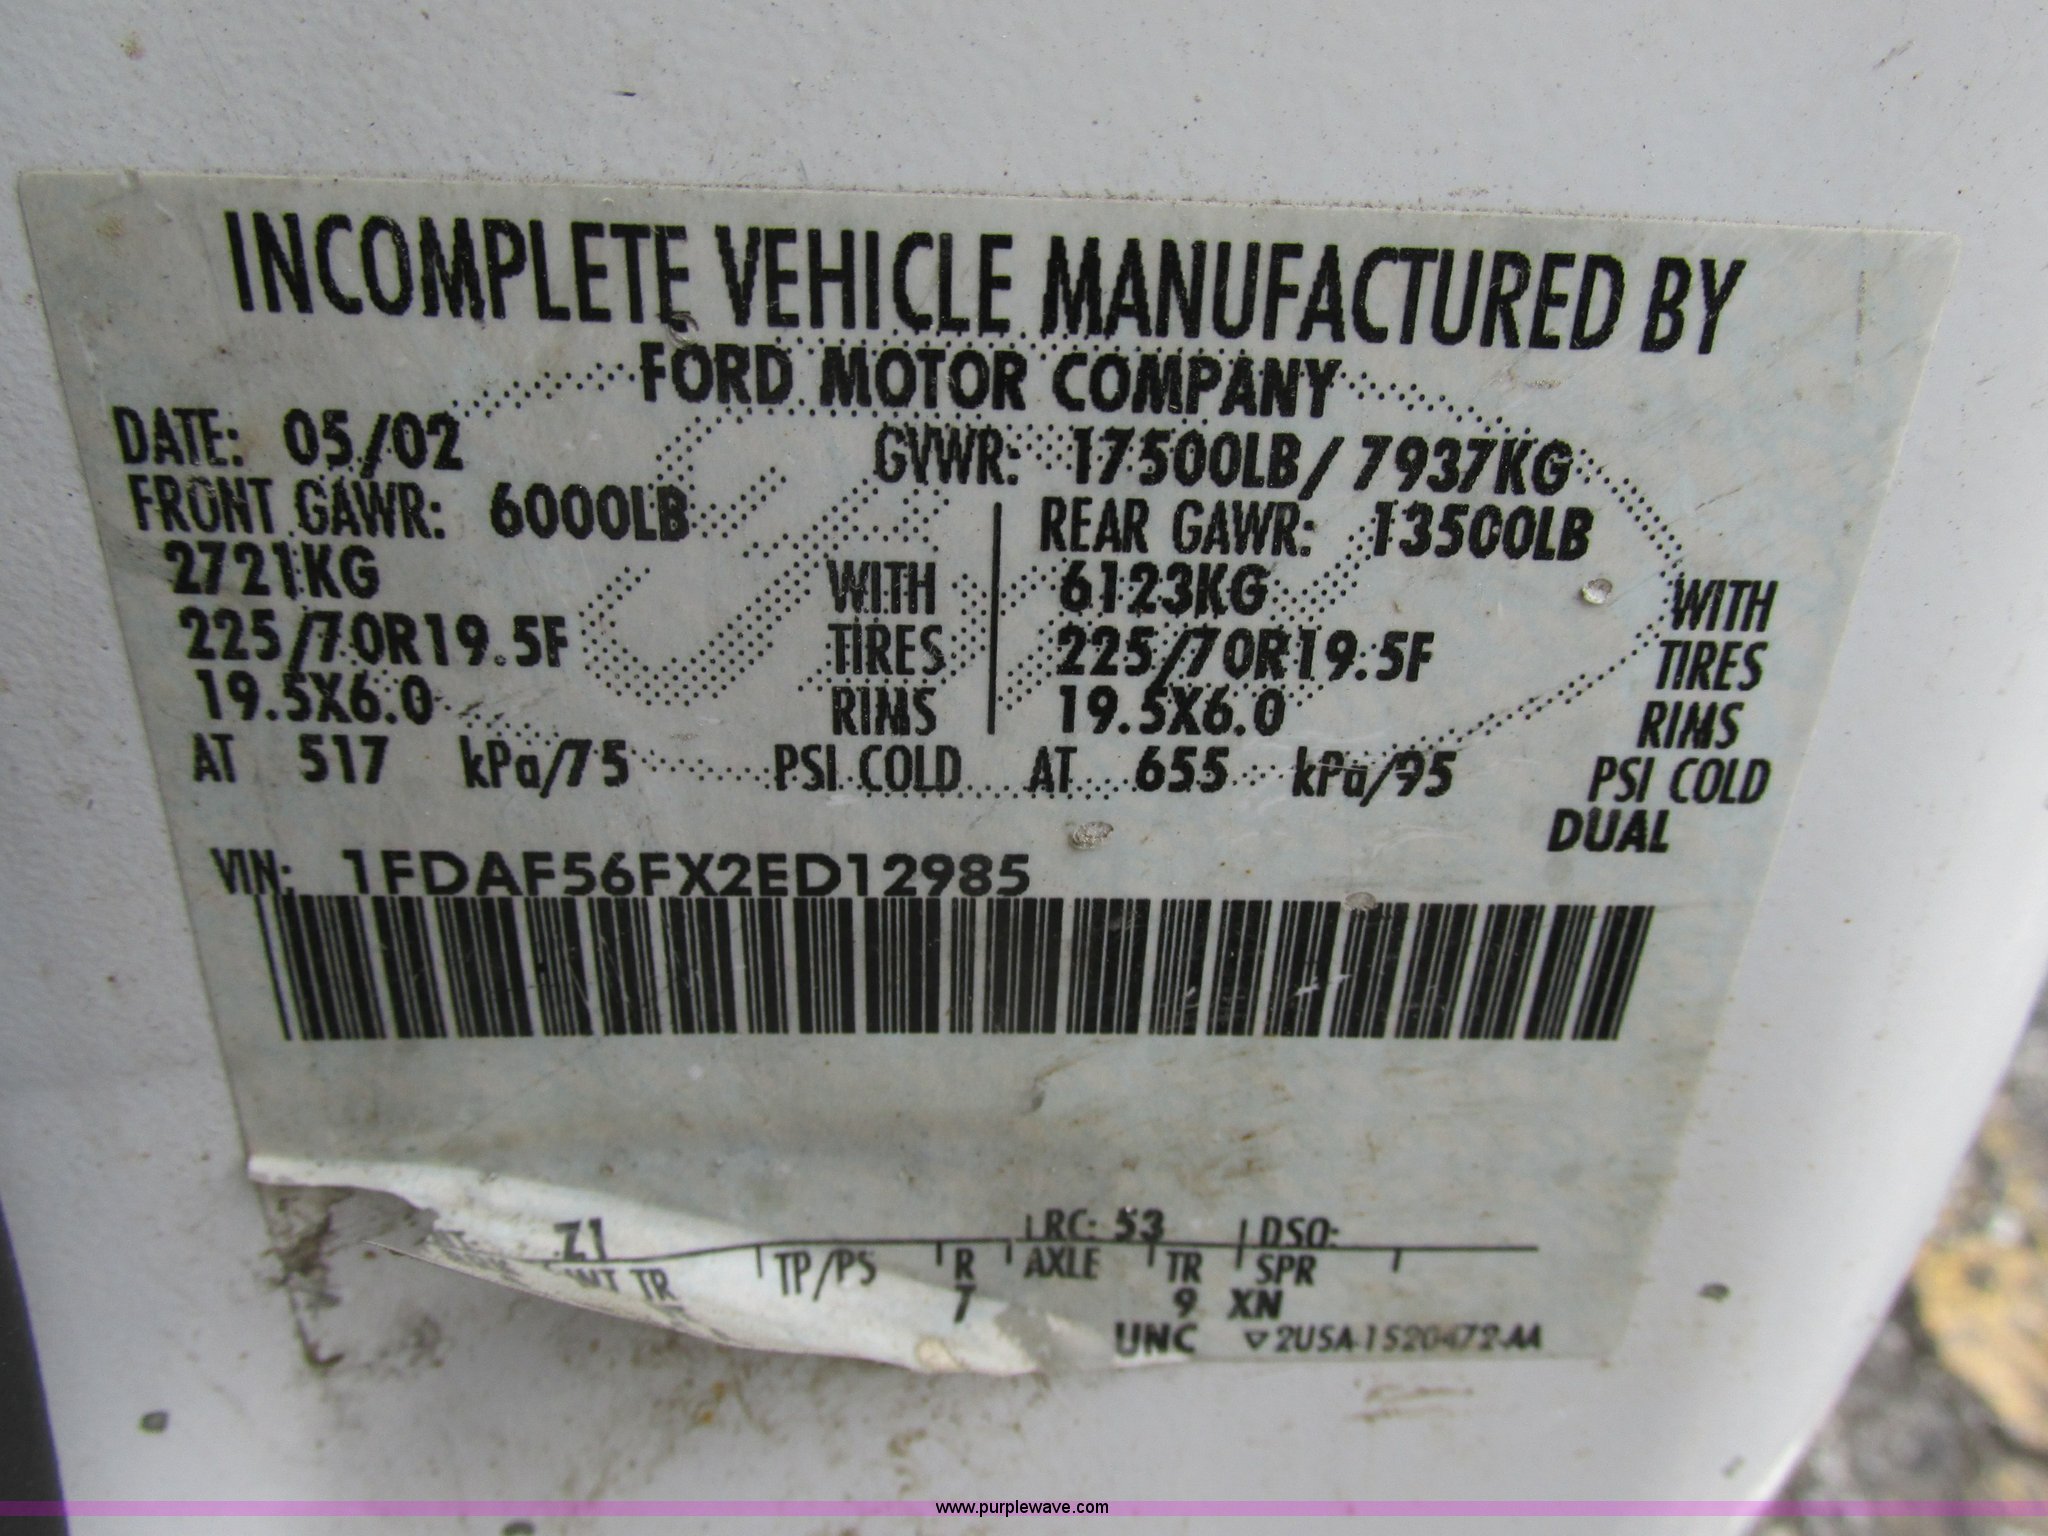 INCOMPLETE VEHICLE MANUFACTURED BY
FORD MOTOR COMPANY
DATE: 05/02 GVWR: 17500LB/ 7937KG
FRONT GAWR: 6000LB REAR GAWR: 13500LB
2721KG WITH 6123KG WITH
225/70R19.5F TIRES 225/70R19.5F TIRES
19.5X6.0 RIMS 19.5X6.0 RIMS
AT 517 kPa/75 PSI COLD AT 655 kPa/95 PSI COLD
DUAL
VIN: 1FDAF56FX2ED12985
Z1 RC: 53 DSO:
TR TP/PS R AXLE TR SPR
7 9 XN
UNC ▽2USA-1520472-AA
www.purplewave.com